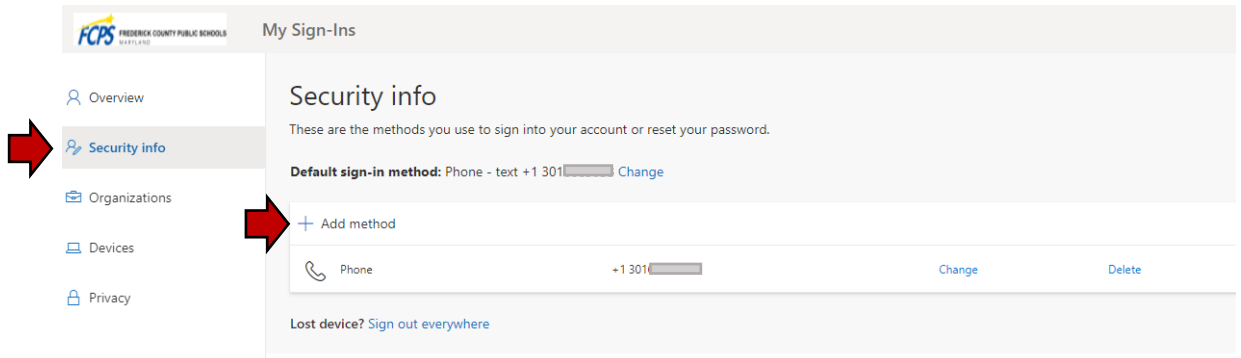 FCPS FREDERICK COUNTY PUBLIC SCHOOLS
MARYLAND
My Sign-Ins
Overview
Security info
Organizations
Devices
Privacy
Security info
These are the methods you use to sign into your account or reset your password.
Default sign-in method: Phone - text +1 301 Change
Add method
Phone +1 301 Change Delete
Lost device? Sign out everywhere